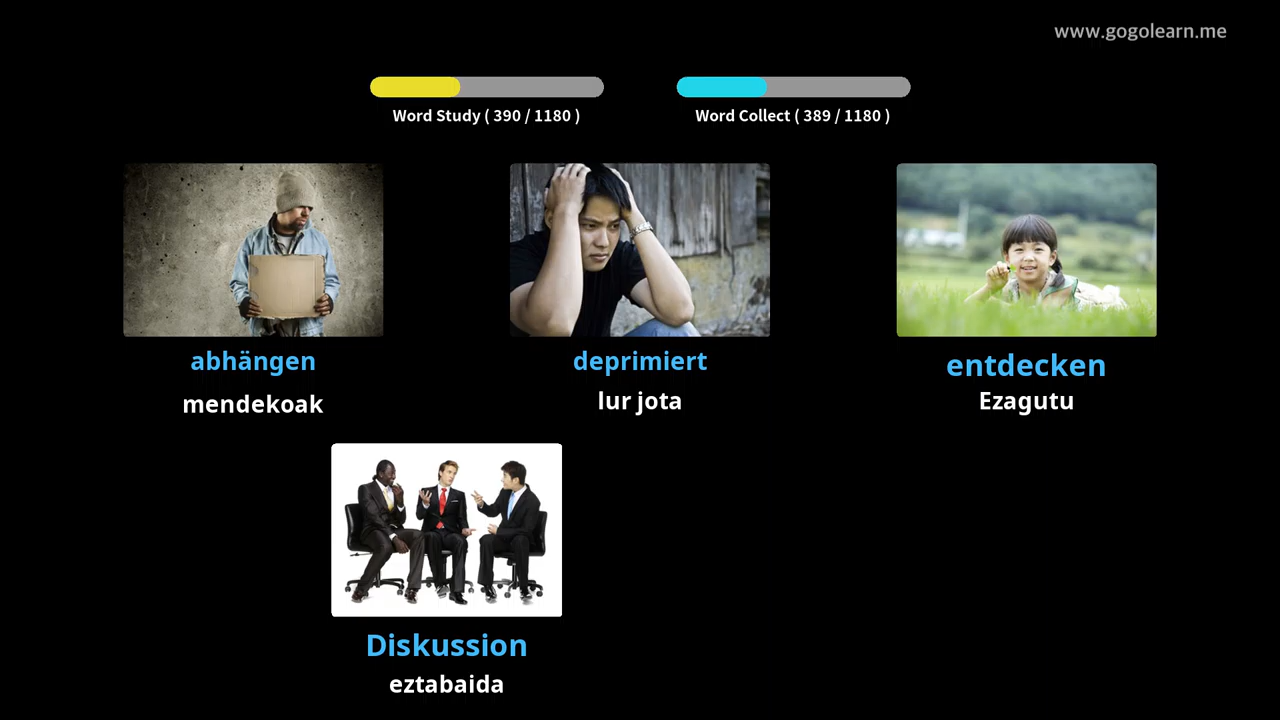 www.gogolearn.me
Word Study ( 390 / 1180 )
Word Collect ( 389 / 1180 )
abhängen
mendekoak
deprimiert
lur jota
entdecken
Ezagutu
Diskussion
eztabaida